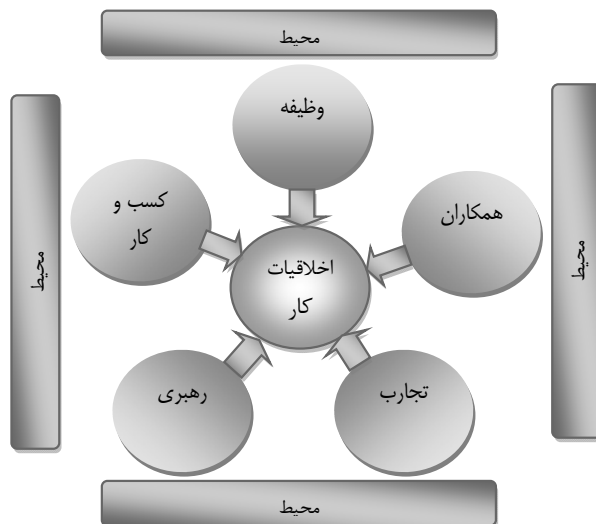 محیط
وظیفه
همکاران
کسب و
کار
محیط
محیط
اخلاقیات
کار
تجارب
رهبری
محیط